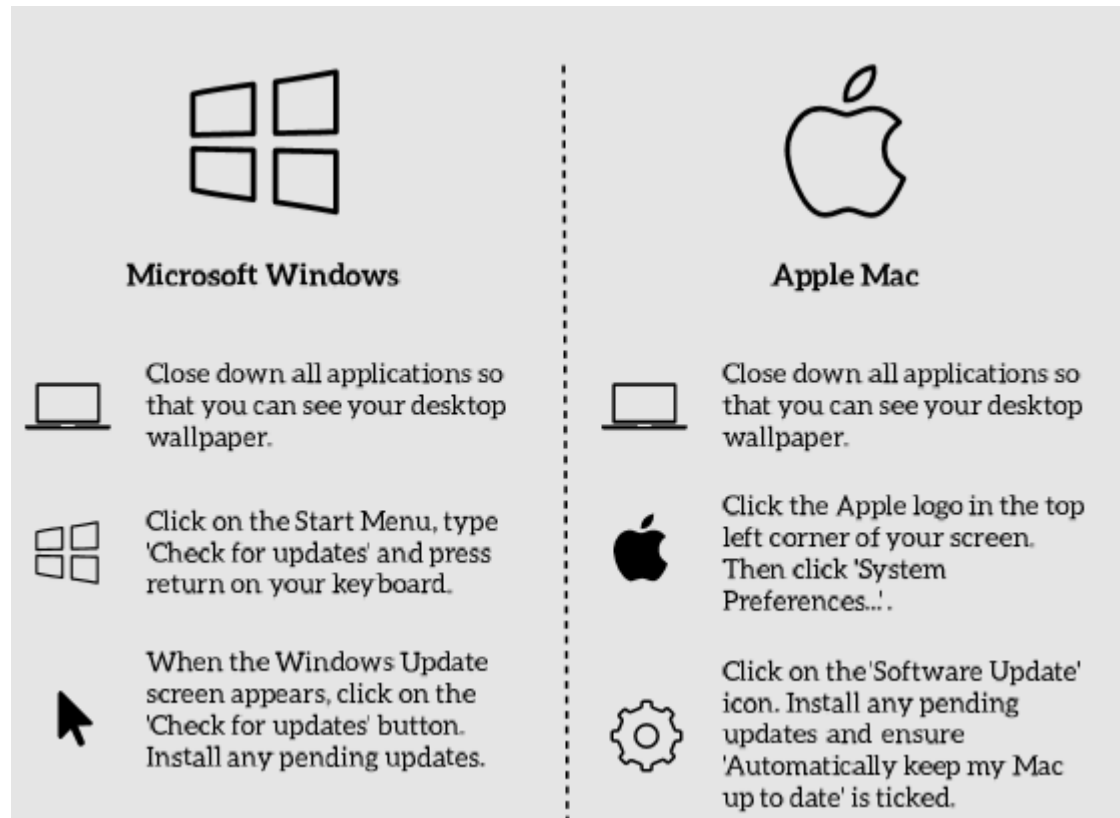 Microsoft Windows
Close down all applications so
that you can see your desktop
wallpaper.
Click on the Start Menu, type
'Check for updates' and press
return on your keyboard.
When the Windows Update
screen appears, click on the
'Check for updates' button.
Install any pending updates.
Apple Mac
Close down all applications so
that you can see your desktop
wallpaper.
Click the Apple logo in the top
left corner of your screen.
Then click 'System
Preferences...'.
Click on the 'Software Update'
icon. Install any pending
updates and ensure
'Automatically keep my Mac
up to date' is ticked.